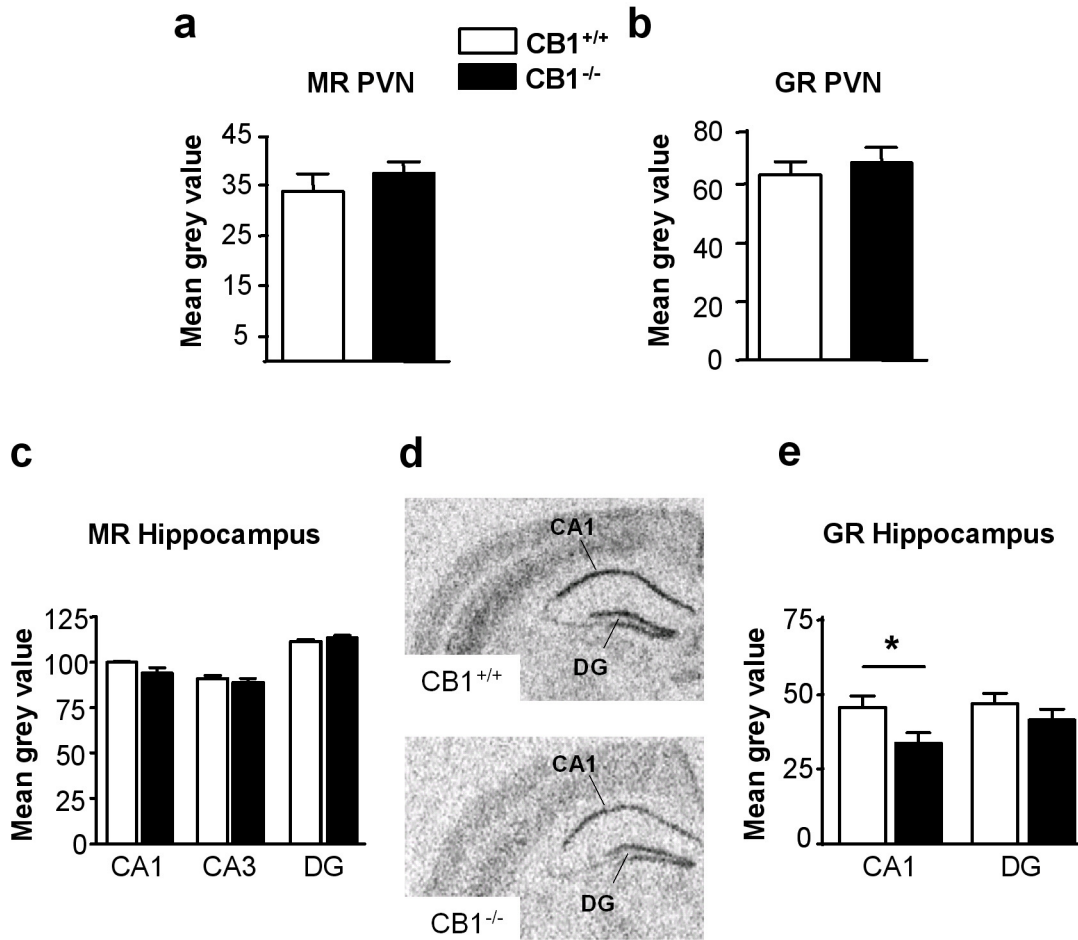 a
CB1+/+
CB1-/-
b
MR PVN
GR PVN
Mean grey value
45
35
25
15
5
Mean grey value
80
60
40
20
0
c
d
e
MR Hippocampus
Mean grey value
125
100
75
50
25
0
CA1 CA3 DG
CA1
DG
CB1+/+
CA1
DG
CB1-/-
GR Hippocampus
Mean grey value
75
50
25
0
*
CA1 DG